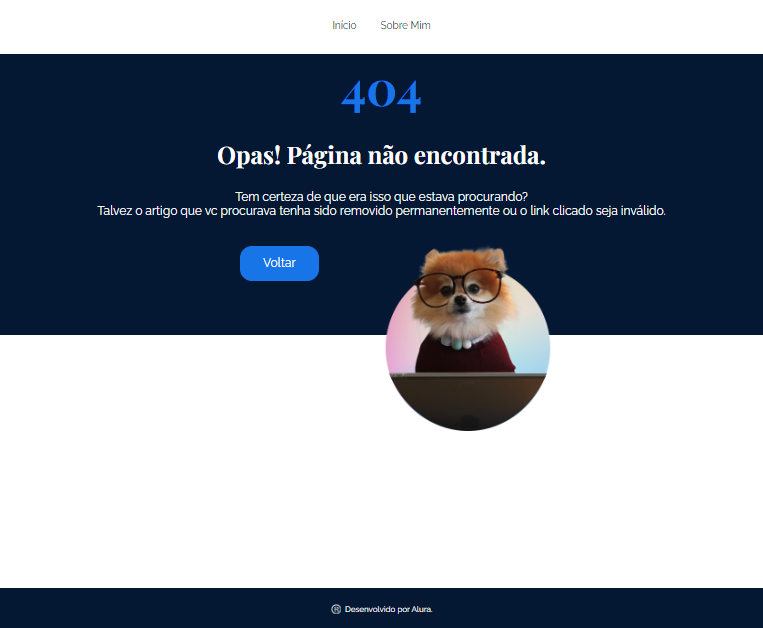 Início Sobre Mim
404
Opas! Página não encontrada.
Tem certeza de que era isso que estava procurando?
Talvez o artigo que vc procurava tenha sido removido permanentemente ou o link clicado seja inválido.
Voltar
® Desenvolvido por Alura.